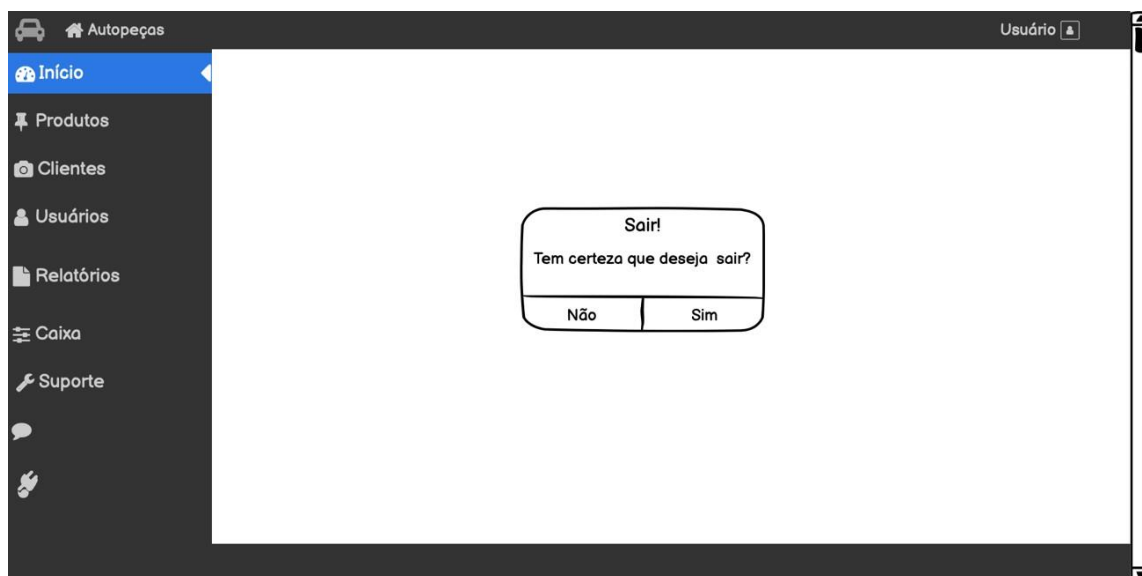 Autopeças
Usuário
Início
Produtos
Clientes
Usuários
Relatórios
Caixa
Suporte
Sair!
Tem certeza que deseja sair?
Não
Sim